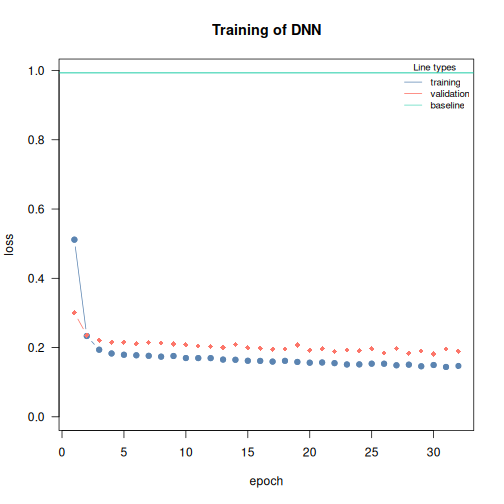 Training of DNN
Line types
training
validation
baseline
1.0
0.8
0.6
0.4
0.2
0.0
loss
0 5 10 15 20 25 30
epoch